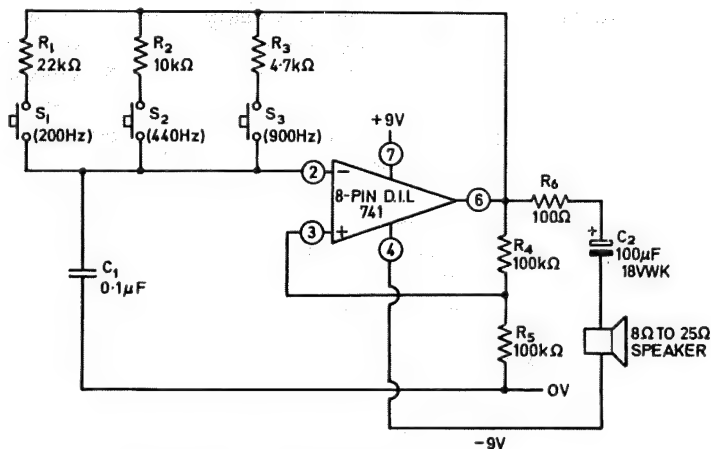 R1
22kΩ
R2
10kΩ
R3
4·7kΩ
S1
(200Hz)
S2
(440Hz)
S3
(900Hz)
+9V
7
2
−
8-PIN D.I.L
741
6
3
+
4
R6
100Ω
C2
+
100µF
18VWK
R4
100kΩ
C1
0·1µF
R5
100kΩ
8Ω TO 25Ω
SPEAKER
0V
−9V